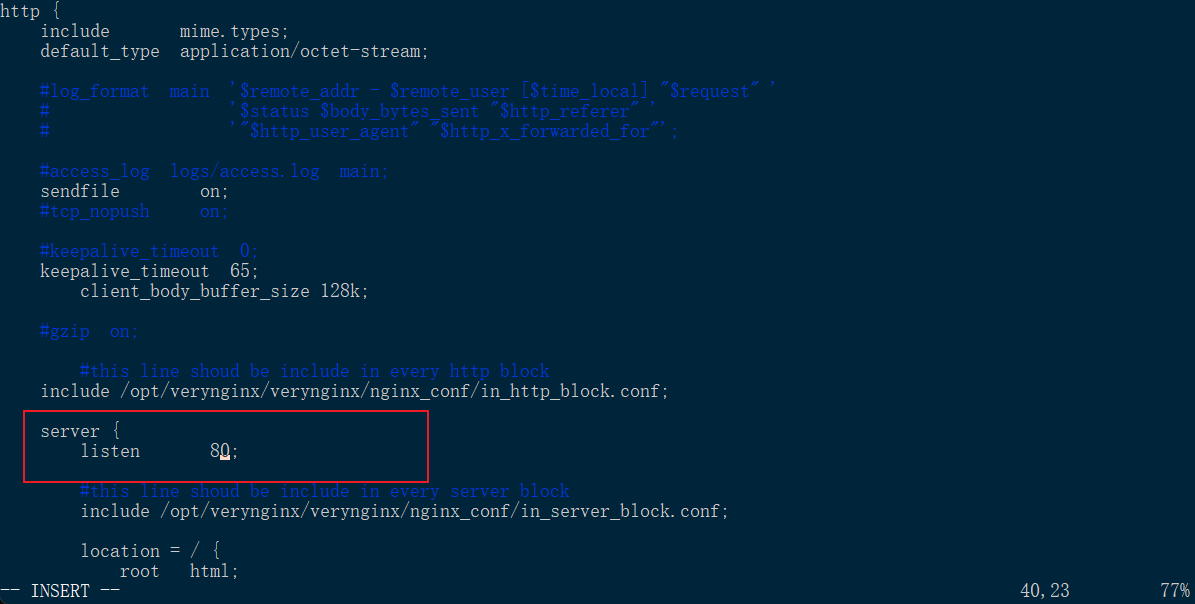 http {
    include       mime.types;
    default_type  application/octet-stream;
    #log_format  main  '$remote_addr - $remote_user [$time_local] "$request" '
    #                  '$status $body_bytes_sent "$http_referer" '
    #                  '"$http_user_agent" "$http_x_forwarded_for"';
    #access_log  logs/access.log  main;
    sendfile        on;
    #tcp_nopush     on;
    #keepalive_timeout  0;
    keepalive_timeout  65;
        client_body_buffer_size 128k;
    #gzip  on;
        #this line shoud be include in every http block
    include /opt/verynginx/verynginx/nginx_conf/in_http_block.conf;
    server {
        listen       80;
        #this line shoud be include in every server block
        include /opt/verynginx/verynginx/nginx_conf/in_server_block.conf;
        location = / {
            root   html;
-- INSERT --                                                                                          40,23         77%